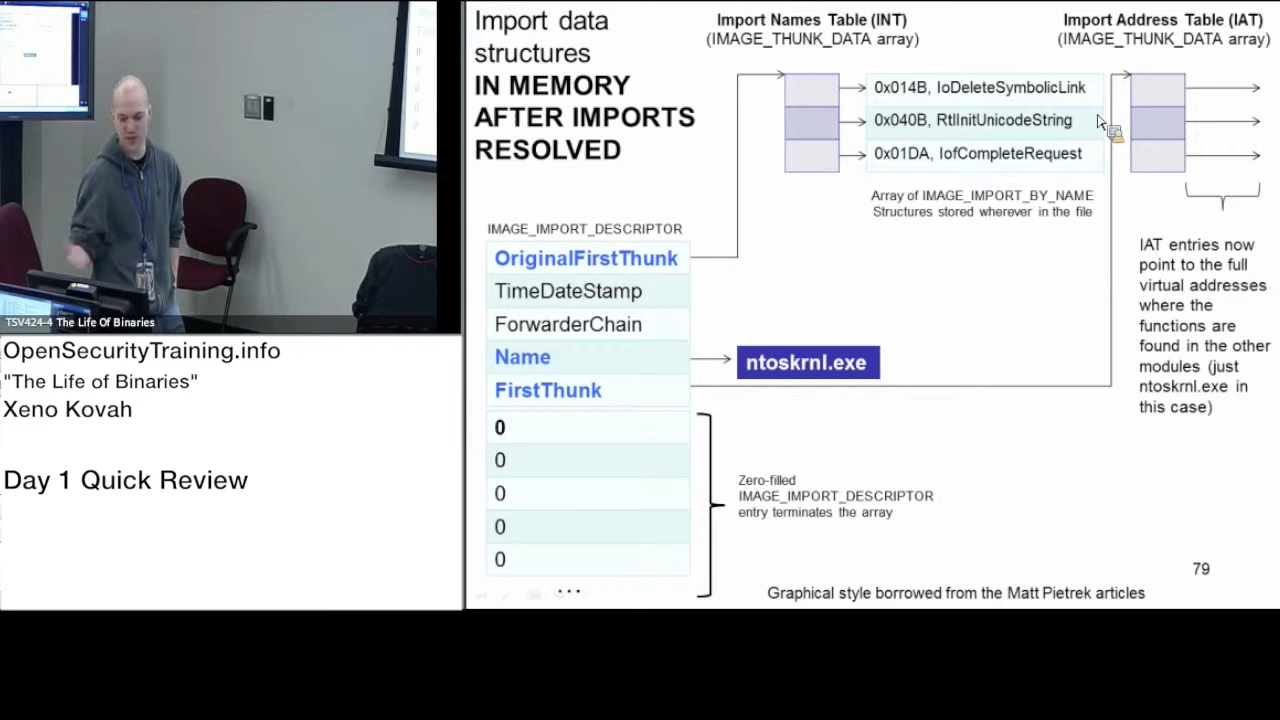 TSV424-4 The Life Of Binaries
OpenSecurityTraining.info
"The Life of Binaries"
Xeno Kovah
Day 1 Quick Review
Import data
structures
IN MEMORY
AFTER IMPORTS
RESOLVED
Import Names Table (INT)
(IMAGE_THUNK_DATA array)
Import Address Table (IAT)
(IMAGE_THUNK_DATA array)
0x014B, IoDeleteSymbolicLink
0x040B, RtlInitUnicodeString
0x01DA, IofCompleteRequest
Array of IMAGE_IMPORT_BY_NAME
Structures stored wherever in the file
IMAGE_IMPORT_DESCRIPTOR
OriginalFirstThunk
TimeDateStamp
ForwarderChain
Name
FirstThunk
0
0
0
0
0
...
ntoskrnl.exe
IAT entries now
point to the full
virtual addresses
where the
functions are
found in the other
modules (just
ntoskrnl.exe in
this case)
Zero-filled
IMAGE_IMPORT_DESCRIPTOR
entry terminates the array
79
Graphical style borrowed from the Matt Pietrek articles